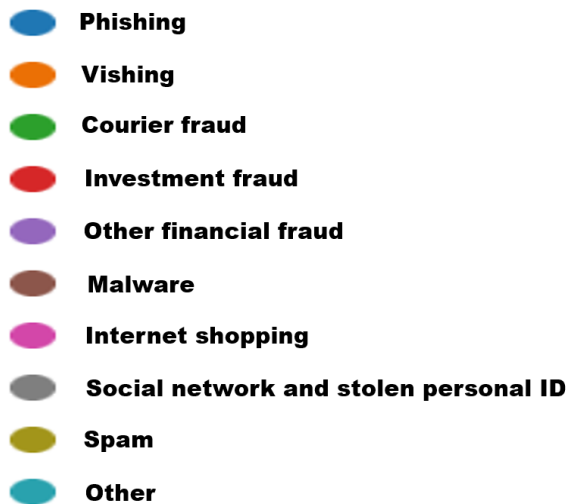 Phishing
Vishing
Courier fraud
Investment fraud
Other financial fraud
Malware
Internet shopping
Social network and stolen personal ID
Spam
Other